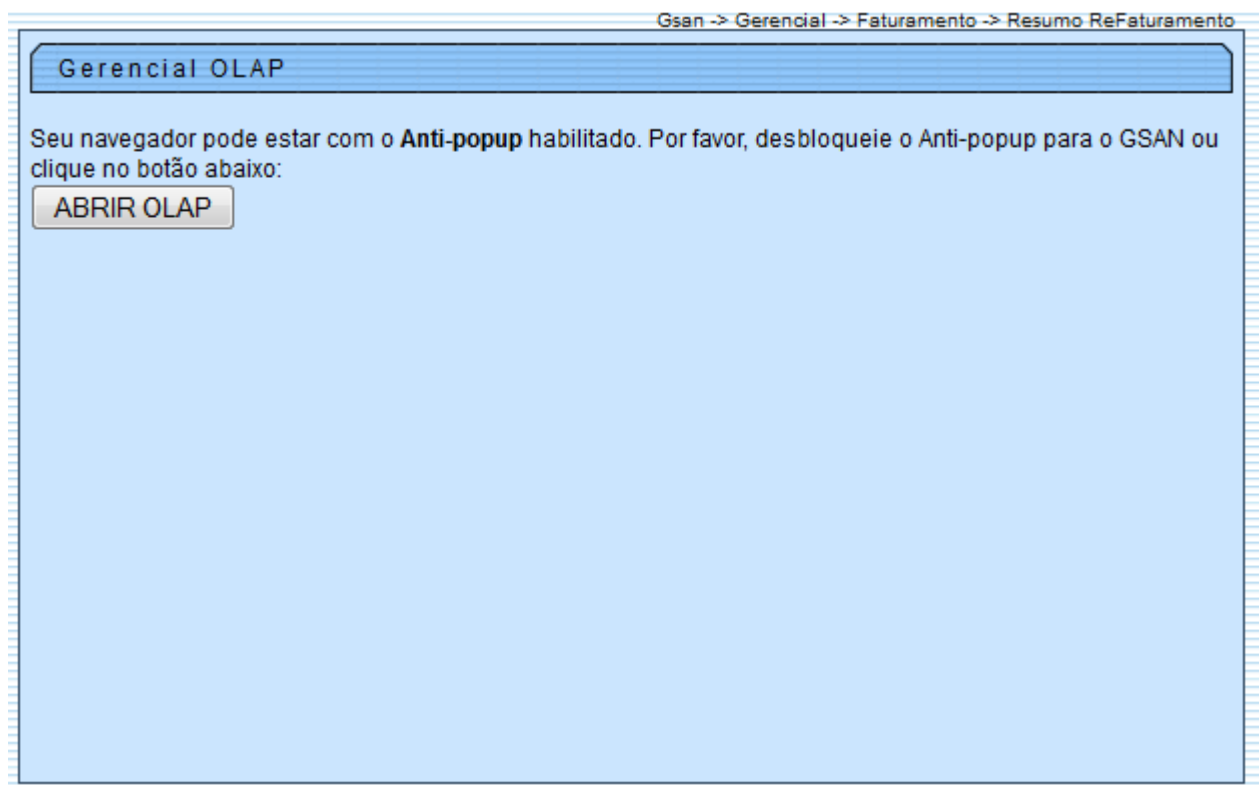 Gsan -> Gerencial -> Faturamento -> Resumo ReFaturamento
Gerencial OLAP
Seu navegador pode estar com o Anti-popup habilitado. Por favor, desbloqueie o Anti-popup para o GSAN ou
clique no botão abaixo:
ABRIR OLAP